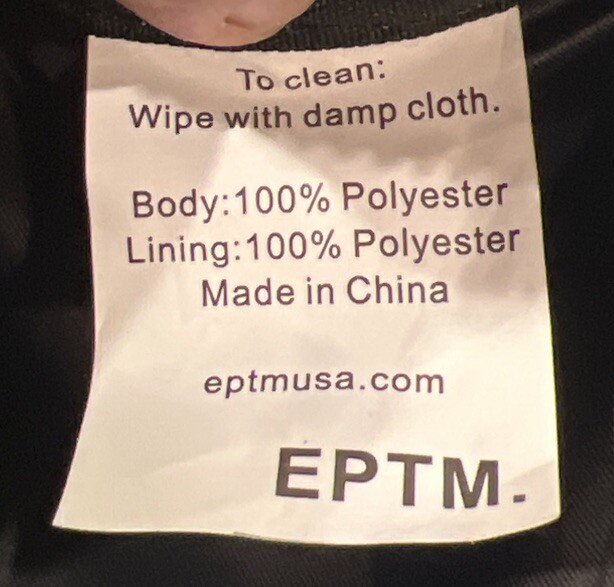 To clean:
Wipe with damp cloth.
Body:100% Polyester
Lining:100% Polyester
Made in China
eptmusa.com
EPTM.